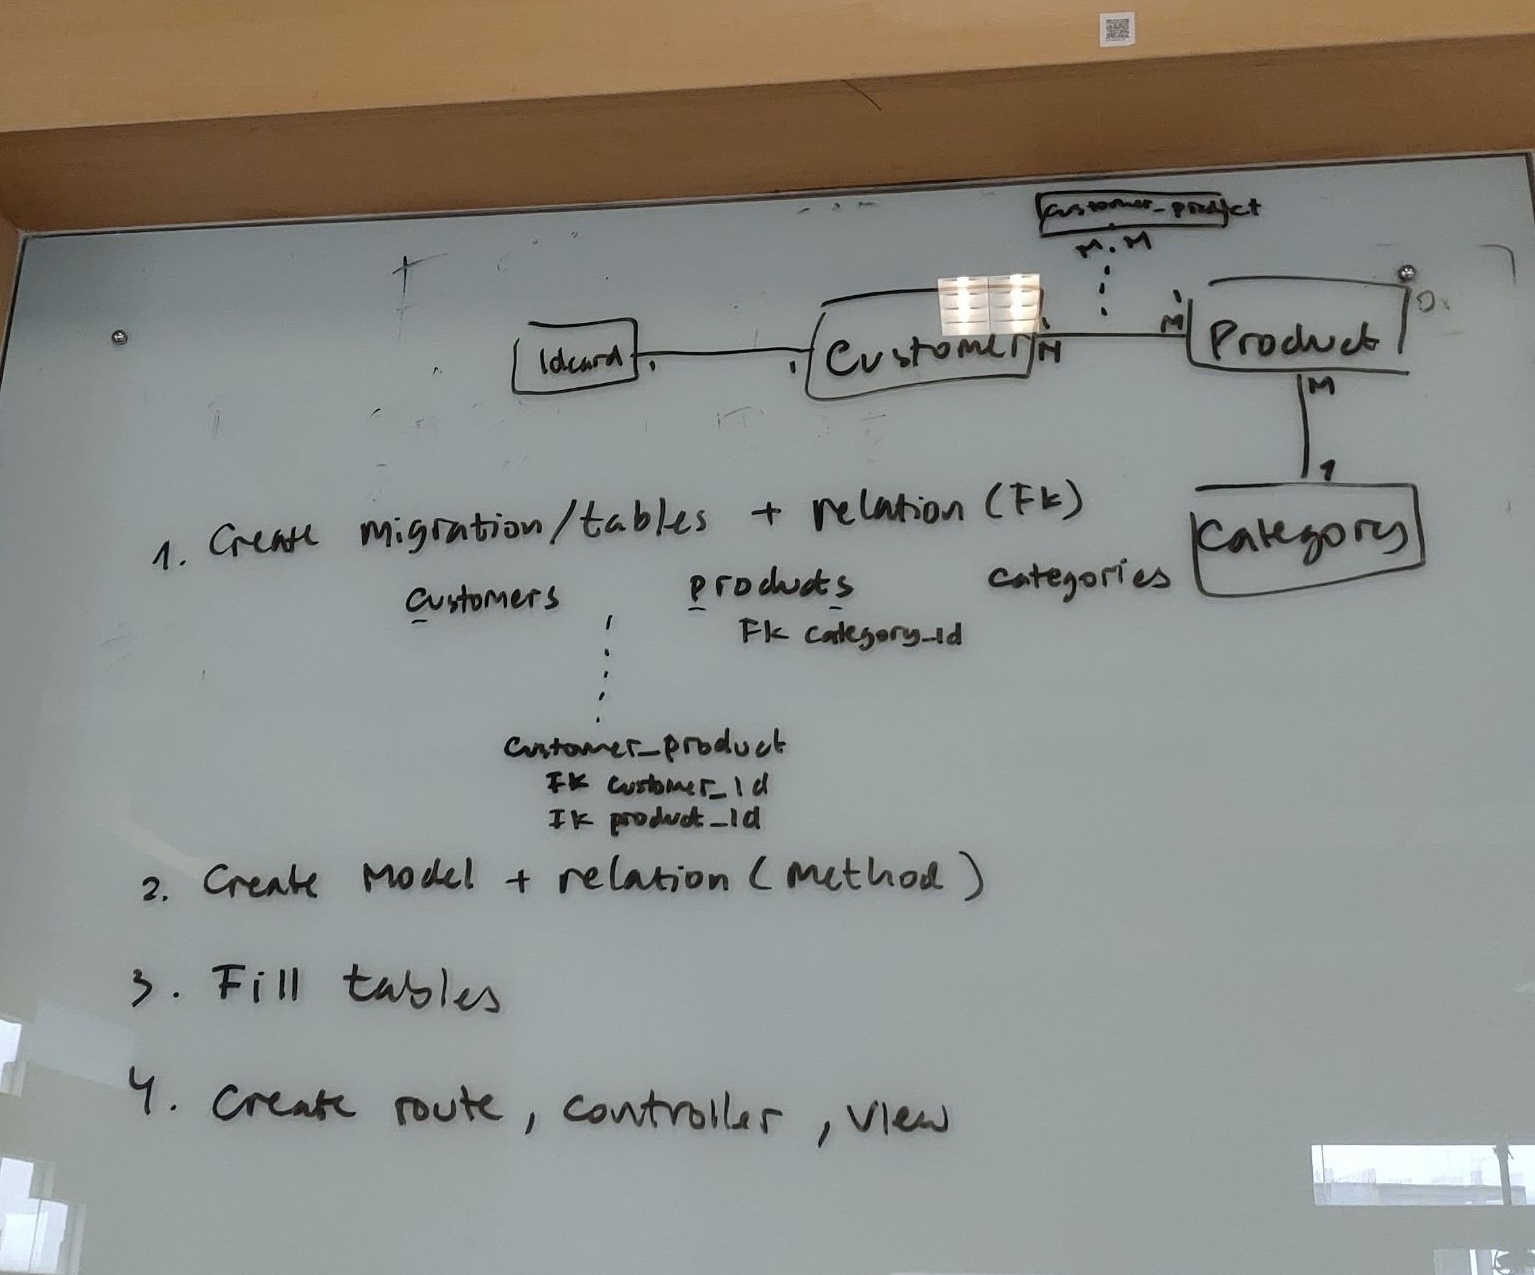 customer_product
M . M
Idcard 1 1 Customer M M Product
M
1
Category
1. Create migration/tables + relation (FK)
customers products categories
FK category_id
customer_product
FK customer_id
FK product_id
2. Create Model + relation (method)
3. Fill tables
4. Create route, controller, view